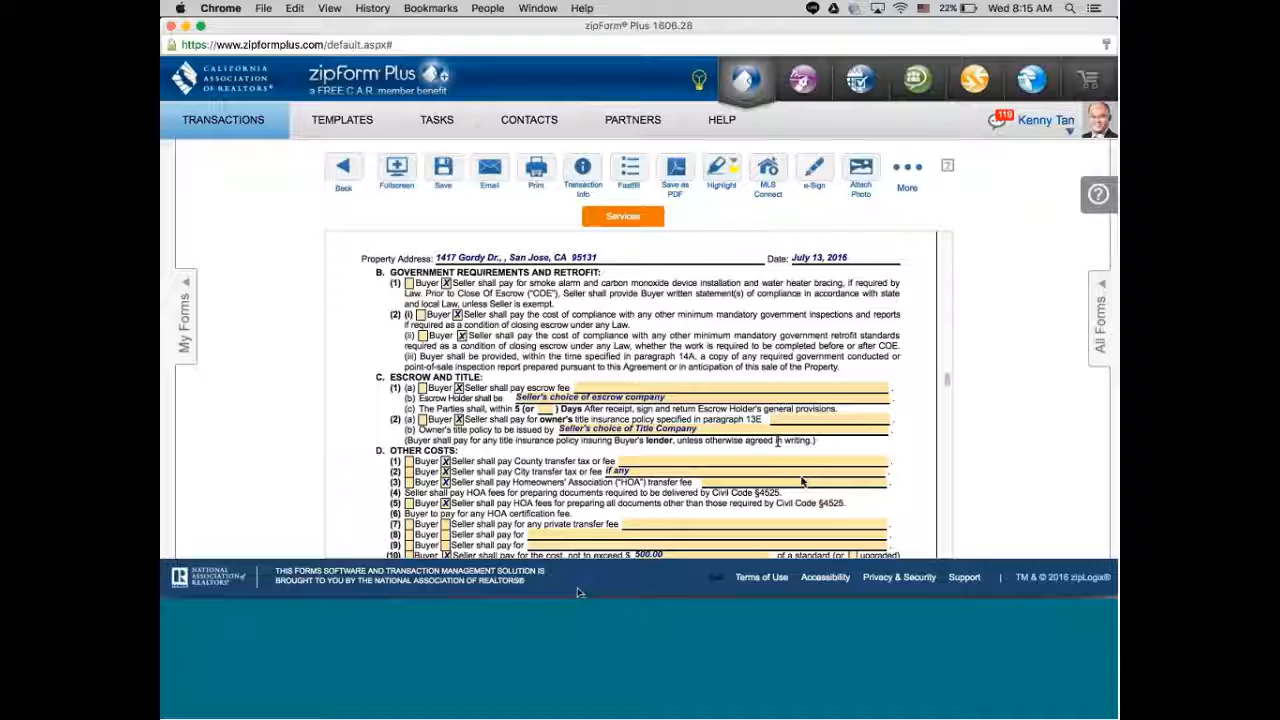 Chrome File Edit View History Bookmarks People Window Help 22% Wed 8:15 AM
zipForm® Plus 1606.28
https://www.zipformplus.com/default.aspx#
CALIFORNIA
ASSOCIATION
OF REALTORS®
zipForm Plus
a FREE C.A.R. member benefit
TRANSACTIONS TEMPLATES TASKS CONTACTS PARTNERS HELP 119 Kenny Tan
Back Fullscreen Save Email Print Transaction Info Fastfill Save as PDF Highlight MLS Connect e-Sign Attach Photo More
Services
My Forms
All Forms
Property Address: 1417 Gordy Dr., , San Jose, CA 95131 Date: July 13, 2016
B. GOVERNMENT REQUIREMENTS AND RETROFIT:
(1) Buyer X Seller shall pay for smoke alarm and carbon monoxide device installation and water heater bracing, if required by
Law. Prior to Close Of Escrow ("COE"), Seller shall provide Buyer written statement(s) of compliance in accordance with state
and local Law, unless Seller is exempt.
(2) (i) Buyer X Seller shall pay the cost of compliance with any other minimum mandatory government inspections and reports
if required as a condition of closing escrow under any Law.
(ii) Buyer X Seller shall pay the cost of compliance with any other minimum mandatory government retrofit standards
required as a condition of closing escrow under any Law, whether the work is required to be completed before or after COE.
(iii) Buyer shall be provided, within the time specified in paragraph 14A, a copy of any required government conducted or
point-of-sale inspection report prepared pursuant to this Agreement or in anticipation of this sale of the Property.
C. ESCROW AND TITLE:
(1) (a) Buyer X Seller shall pay escrow fee .
(b) Escrow Holder shall be Seller's choice of escrow company
(c) The Parties shall, within 5 (or ) Days After receipt, sign and return Escrow Holder's general provisions.
(2) (a) Buyer X Seller shall pay for owner's title insurance policy specified in paragraph 13E .
(b) Owner's title policy to be issued by Seller's choice of Title Company .
(Buyer shall pay for any title insurance policy insuring Buyer's lender, unless otherwise agreed in writing.)
D. OTHER COSTS:
(1) Buyer X Seller shall pay County transfer tax or fee .
(2) Buyer X Seller shall pay City transfer tax or fee if any .
(3) Buyer X Seller shall pay Homeowners' Association ("HOA") transfer fee .
(4) Seller shall pay HOA fees for preparing documents required to be delivered by Civil Code §4525.
(5) Buyer X Seller shall pay HOA fees for preparing all documents other than those required by Civil Code §4525.
(6) Buyer to pay for any HOA certification fee.
(7) Buyer Seller shall pay for any private transfer fee .
(8) Buyer Seller shall pay for .
(9) Buyer Seller shall pay for .
(10) Buyer X Seller shall pay for the cost, not to exceed $ 500.00 of a standard (or upgraded)
NATIONAL
ASSOCIATION of
REALTORS®
THIS FORMS SOFTWARE AND TRANSACTION MANAGEMENT SOLUTION IS
BROUGHT TO YOU BY THE NATIONAL ASSOCIATION OF REALTORS®
Terms of Use Accessibility Privacy & Security Support | TM & © 2016 zipLogix®